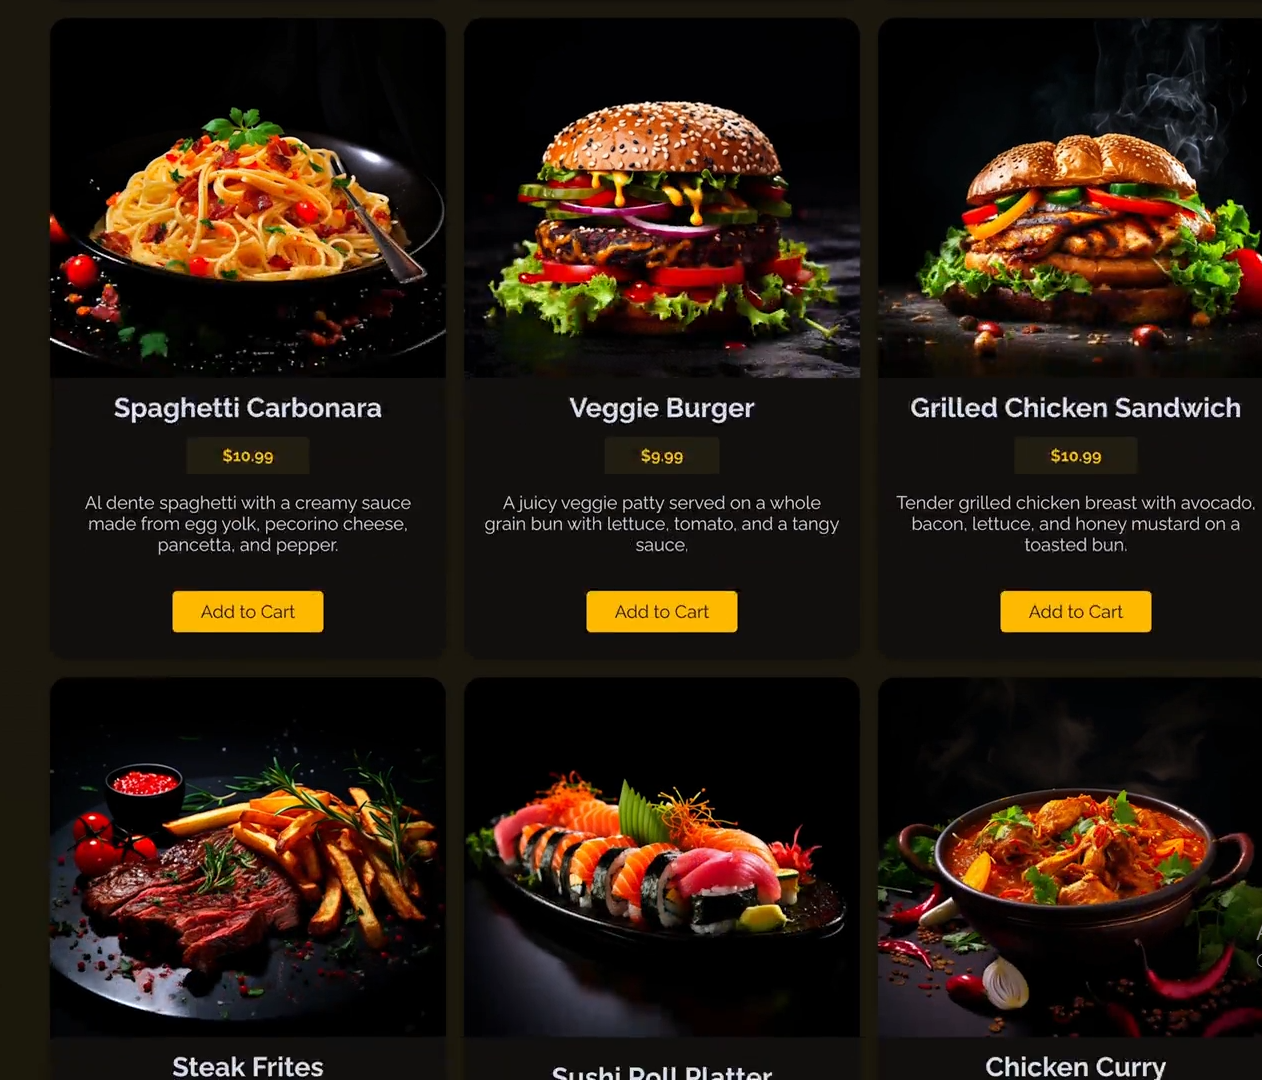 Spaghetti Carbonara
$10.99
Al dente spaghetti with a creamy sauce
made from egg yolk, pecorino cheese,
pancetta, and pepper.
Add to Cart
Veggie Burger
$9.99
A juicy veggie patty served on a whole
grain bun with lettuce, tomato, and a tangy
sauce.
Add to Cart
Grilled Chicken Sandwich
$10.99
Tender grilled chicken breast with avocado,
bacon, lettuce, and honey mustard on a
toasted bun.
Add to Cart
Steak Frites
Sushi Roll Platter
Chicken Curry